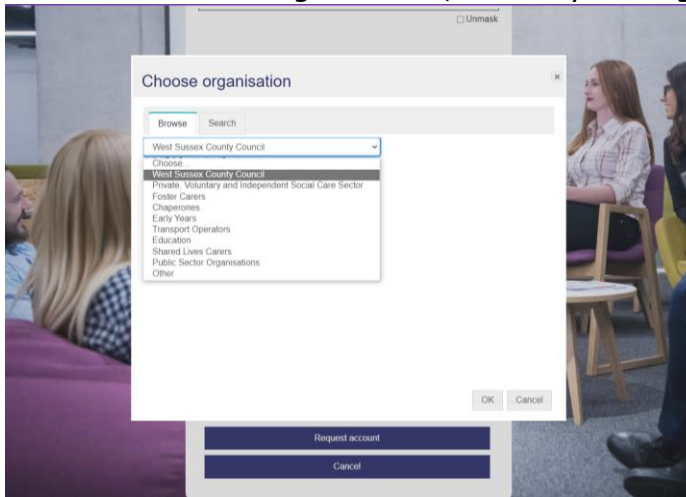 Unmask
Choose organisation
Browse Search
West Sussex County Council
Choose...
West Sussex County Council
Private, Voluntary and Independent Social Care Sector
Foster Carers
Chaperones
Early Years
Transport Operators
Education
Shared Lives Carers
Public Sector Organisations
Other
OK Cancel
Request account
Cancel